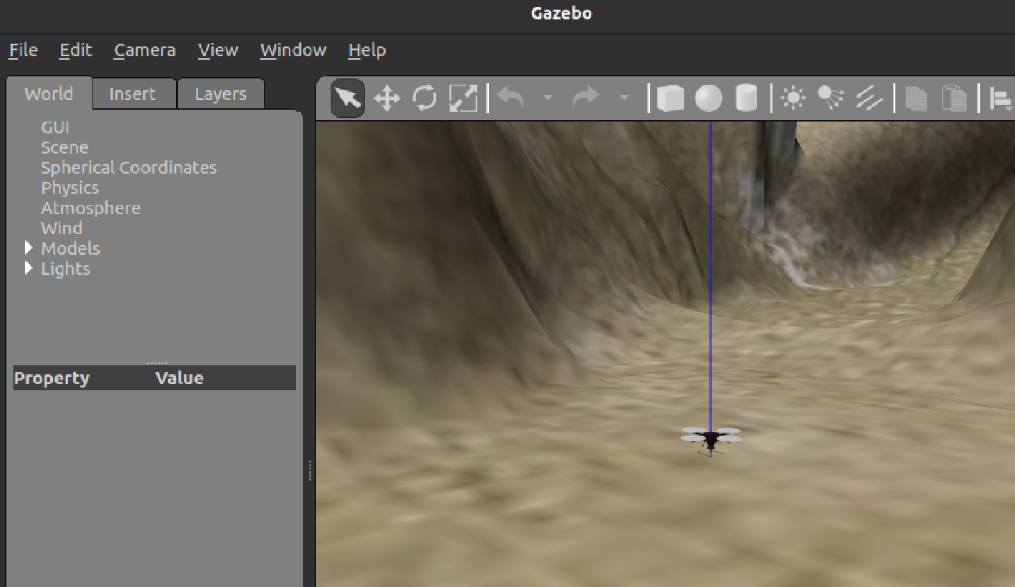 Gazebo
File Edit Camera View Window Help
World Insert Layers
GUI
Scene
Spherical Coordinates
Physics
Atmosphere
Wind
Models
Lights
Property Value